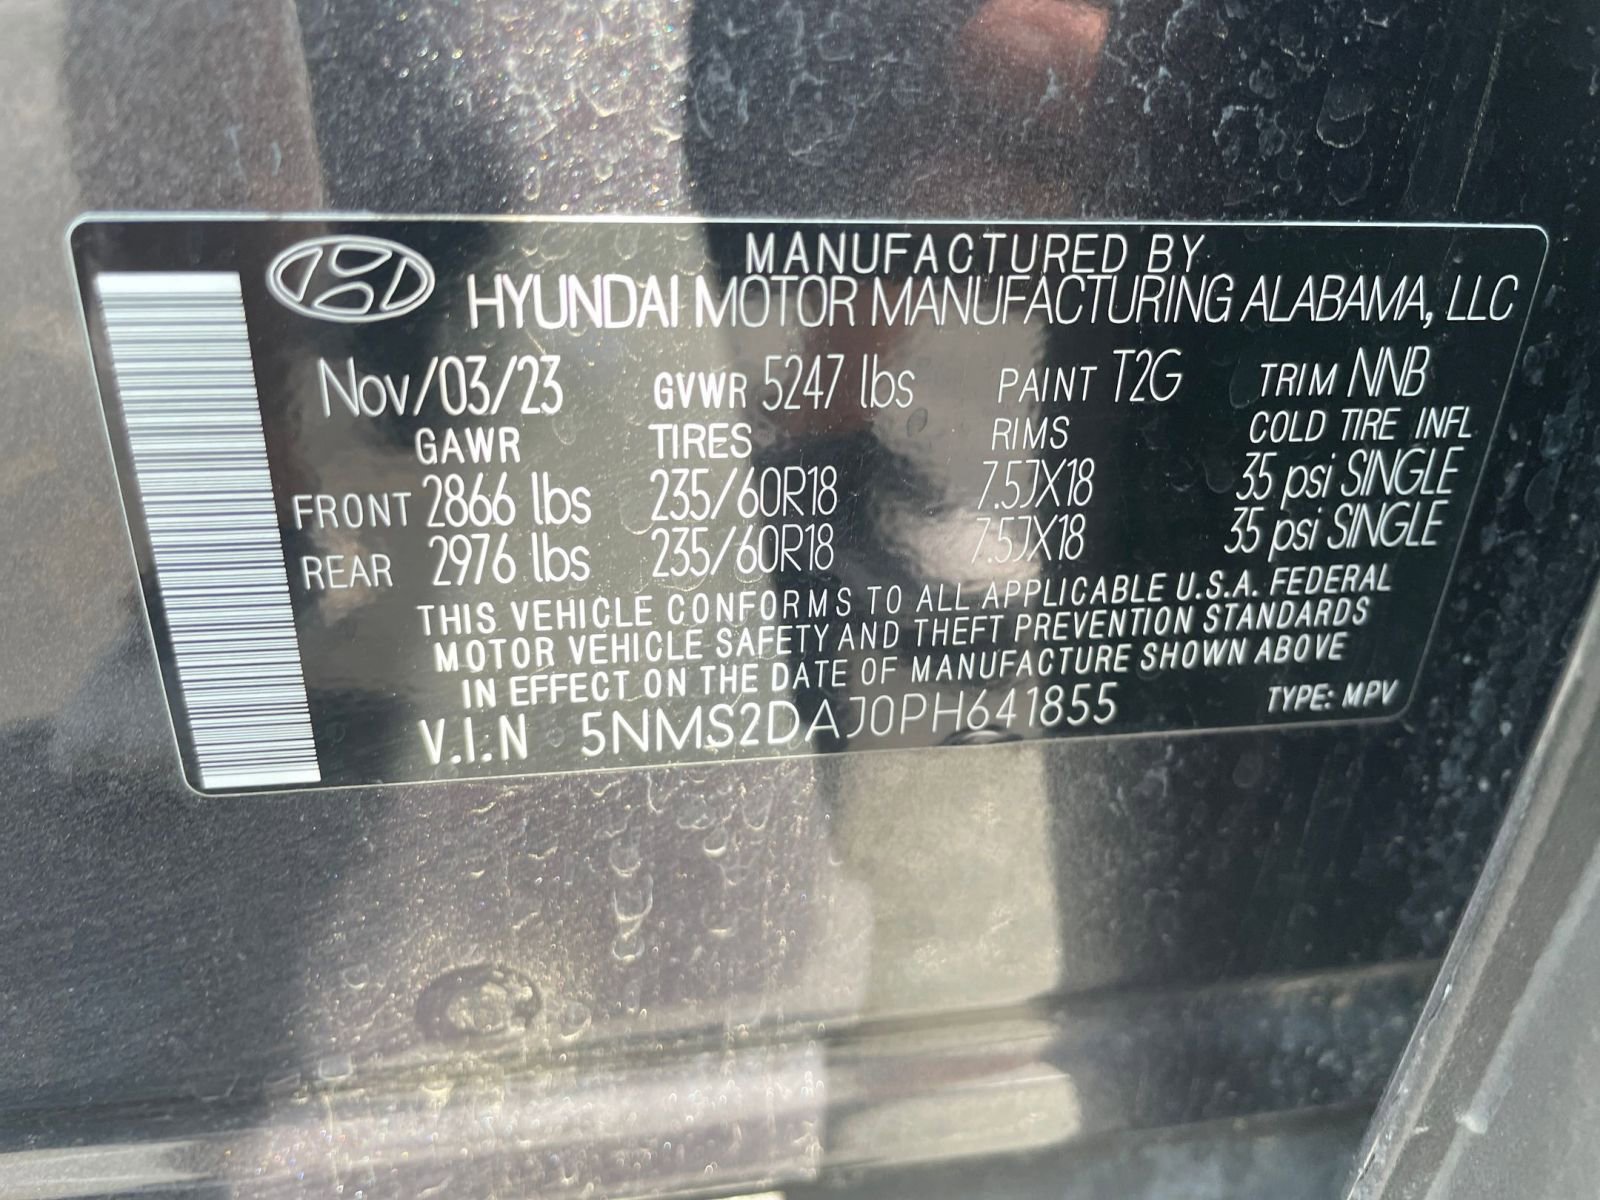 MANUFACTURED BY
HYUNDAI MOTOR MANUFACTURING ALABAMA, LLC
Nov/03/23 GVWR 5247 lbs PAINT T2G TRIM NNB
GAWR TIRES RIMS COLD TIRE INFL
FRONT 2866 lbs 235/60R18 7.5JX18 35 psi SINGLE
REAR 2976 lbs 235/60R18 7.5JX18 35 psi SINGLE
THIS VEHICLE CONFORMS TO ALL APPLICABLE U.S.A. FEDERAL
MOTOR VEHICLE SAFETY AND THEFT PREVENTION STANDARDS
IN EFFECT ON THE DATE OF MANUFACTURE SHOWN ABOVE
V.I.N 5NMS2DAJ0PH641855 TYPE: MPV